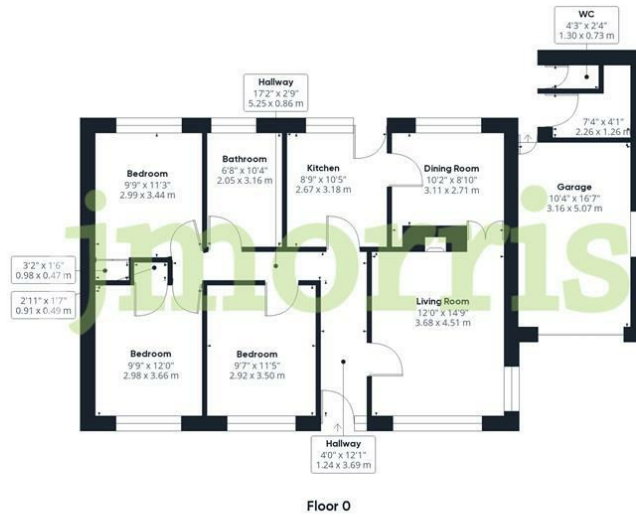 WC
4'3" x 2'4"
1.30 x 0.73 m
Hallway
17'2" x 2'9"
5.25 x 0.86 m
7'4" x 4'1"
2.26 x 1.26 m
Bedroom
9'9" x 11'3"
2.99 x 3.44 m
Bathroom
6'8" x 10'4"
2.05 x 3.16 m
Kitchen
8'9" x 10'5"
2.67 x 3.18 m
Dining Room
10'2" x 8'10"
3.11 x 2.71 m
Garage
10'4" x 16'7"
3.16 x 5.07 m
jmorris
3'2" x 1'6"
0.98 x 0.47 m
2'11" x 1'7"
0.91 x 0.49 m
Living Room
12'0" x 14'9"
3.68 x 4.51 m
Bedroom
9'9" x 12'0"
2.98 x 3.66 m
Bedroom
9'7" x 11'5"
2.92 x 3.50 m
Hallway
4'0" x 12'1"
1.24 x 3.69 m
Floor 0